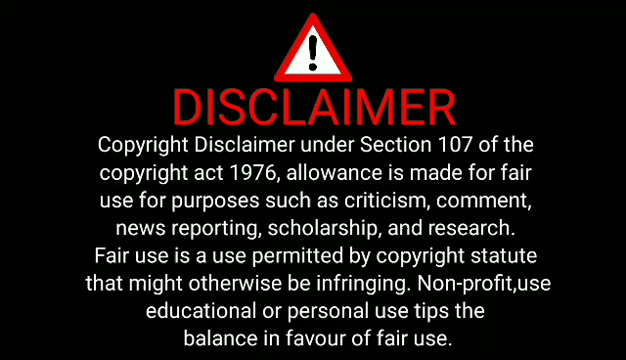 DISCLAIMER
Copyright Disclaimer under Section 107 of the
copyright act 1976, allowance is made for fair
use for purposes such as criticism, comment,
news reporting, scholarship, and research.
Fair use is a use permitted by copyright statute
that might otherwise be infringing. Non-profit,use
educational or personal use tips the
balance in favour of fair use.